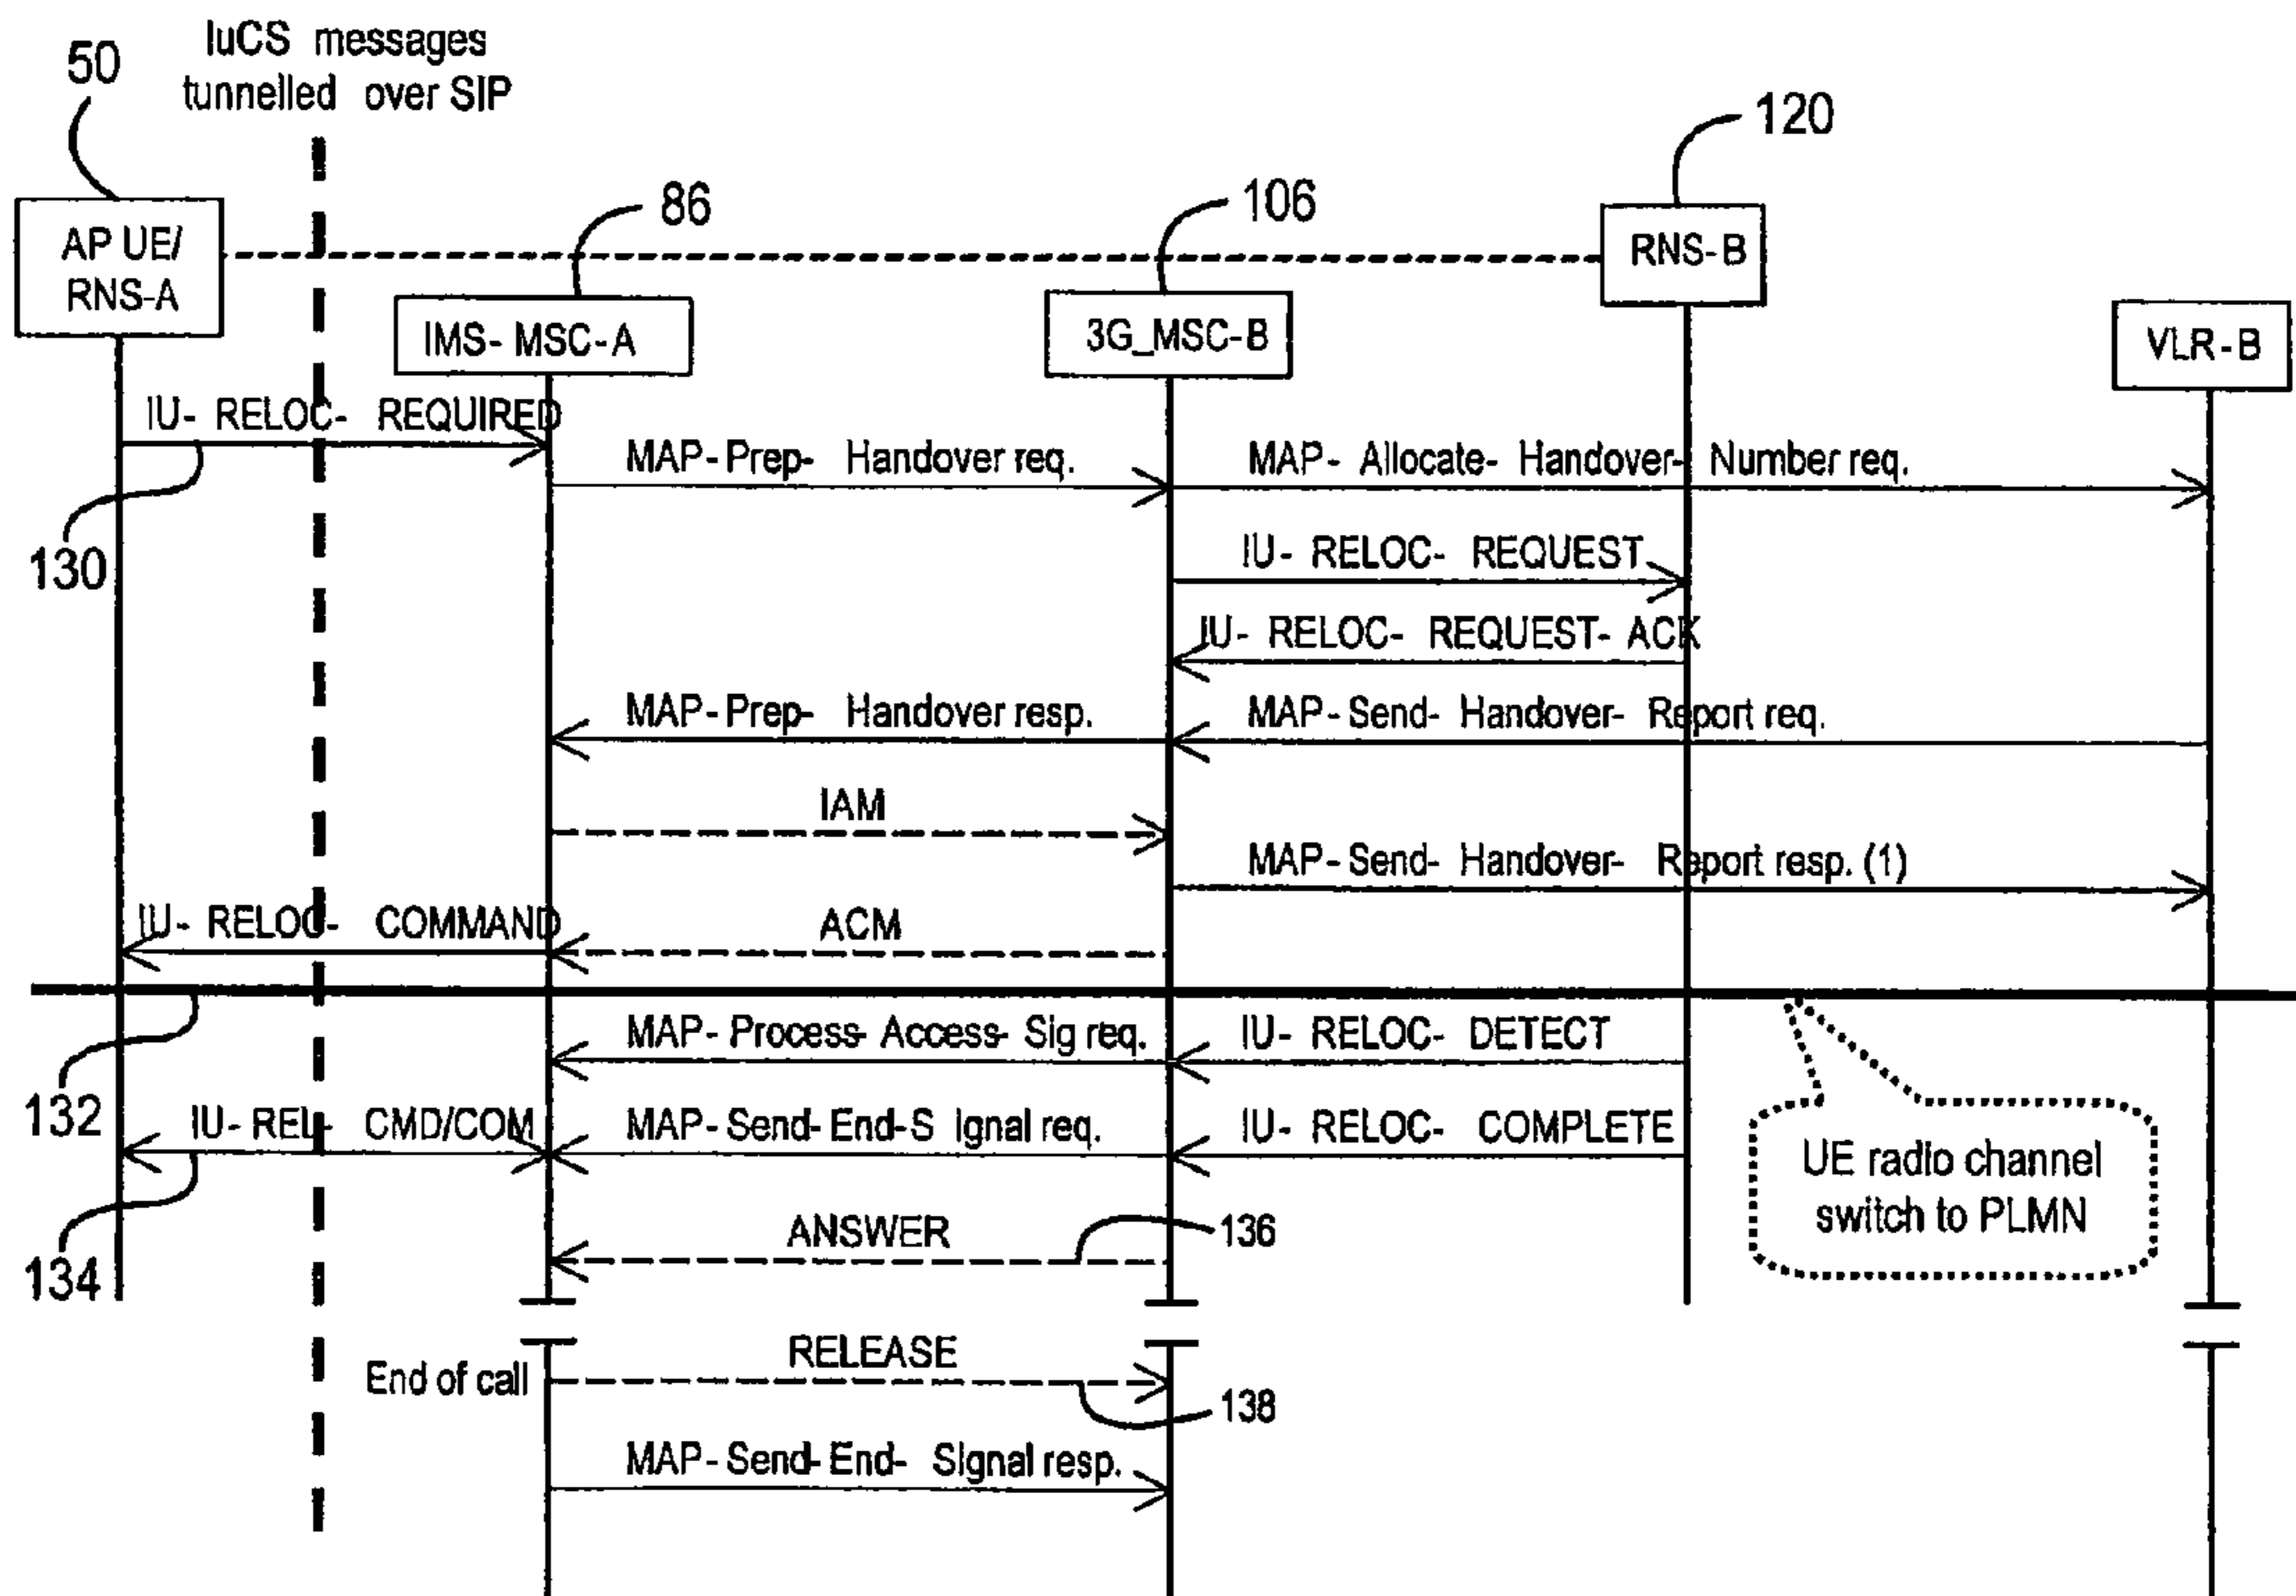 IuCS messages
tunnelled over SIP
50
120
86
106
AP UE/
RNS-A
RNS-B
IMS- MSC-A
3G_MSC-B
VLR-B
IU- RELOC- REQUIRED
MAP-Prep- Handover req.
MAP- Allocate- Handover- Number req.
130
IU- RELOC- REQUEST
IU- RELOC- REQUEST- ACK
MAP-Prep- Handover resp.
MAP-Send- Handover- Report req.
IAM
MAP-Send- Handover- Report resp. (1)
IU- RELOC- COMMAND
ACM
MAP- Process- Access- Sig req.
IU- RELOC- DETECT
132
IU- REL- CMD/COM
MAP-Send-End-S Ignal req.
IU- RELOC- COMPLETE
UE radio channel
switch to PLMN
134
ANSWER
136
RELEASE
End of call
138
MAP-Send-End- Signal resp.